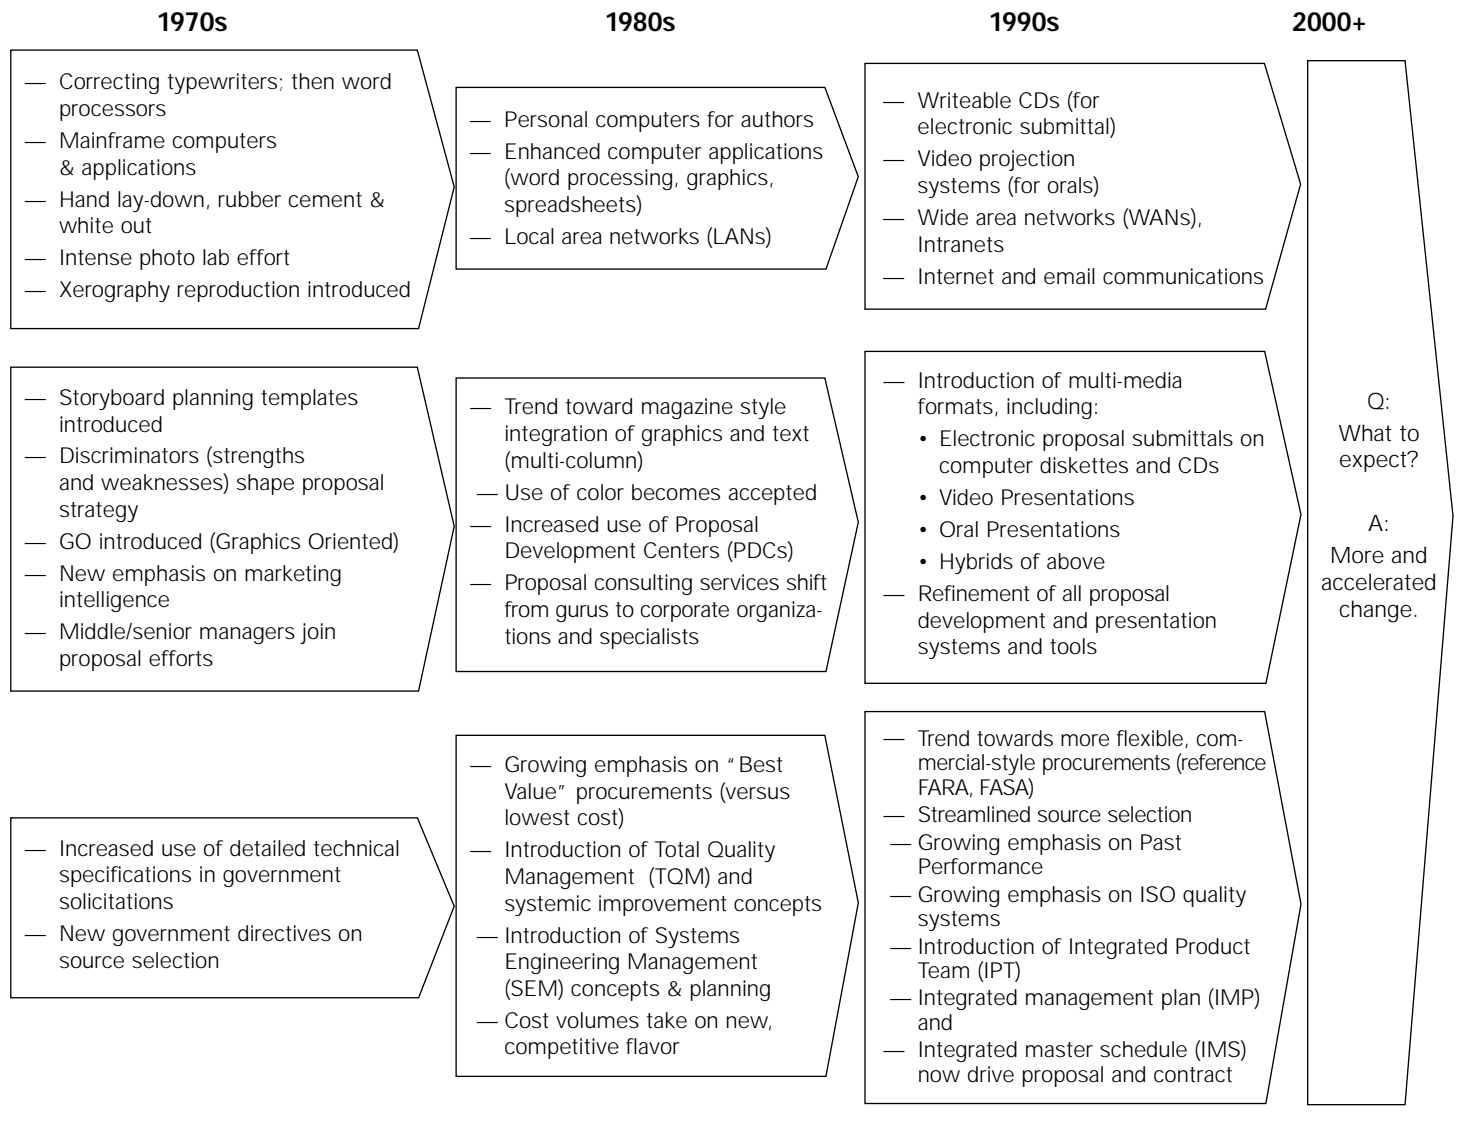 1970s
1980s
1990s
2000+
— Correcting typewriters; then word
processors
— Mainframe computers
& applications
— Hand lay-down, rubber cement &
white out
— Intense photo lab effort
— Xerography reproduction introduced
— Personal computers for authors
— Enhanced computer applications
(word processing, graphics,
spreadsheets)
— Local area networks (LANs)
— Writeable CDs (for
electronic submittal)
— Video projection
systems (for orals)
— Wide area networks (WANs),
Intranets
— Internet and email communications
— Storyboard planning templates
introduced
— Discriminators (strengths
and weaknesses) shape proposal
strategy
— GO introduced (Graphics Oriented)
— New emphasis on marketing
intelligence
— Middle/senior managers join
proposal efforts
— Trend toward magazine style
integration of graphics and text
(multi-column)
— Use of color becomes accepted
— Increased use of Proposal
Development Centers (PDCs)
— Proposal consulting services shift
from gurus to corporate organiza-
tions and specialists
— Introduction of multi-media
formats, including:
• Electronic proposal submittals on
computer diskettes and CDs
• Video Presentations
• Oral Presentations
• Hybrids of above
— Refinement of all proposal
development and presentation
systems and tools
— Increased use of detailed technical
specifications in government
solicitations
— New government directives on
source selection
— Growing emphasis on “Best
Value” procurements (versus
lowest cost)
— Introduction of Total Quality
Management (TQM) and
systemic improvement concepts
— Introduction of Systems
Engineering Management
(SEM) concepts & planning
— Cost volumes take on new,
competitive flavor
— Trend towards more flexible, com-
mercial-style procurements (reference
FARA, FASA)
— Streamlined source selection
— Growing emphasis on Past
Performance
— Growing emphasis on ISO quality
systems
— Introduction of Integrated Product
Team (IPT)
— Integrated management plan (IMP)
and
— Integrated master schedule (IMS)
now drive proposal and contract
Q:
What to
expect?
A:
More and
accelerated
change.